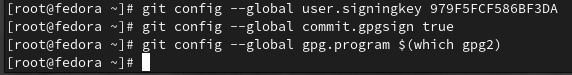 [root@fedora ~]# git config --global user.signingkey 979F5FCF586BF3DA
[root@fedora ~]# git config --global commit.gpgsign true
[root@fedora ~]# git config --global gpg.program $(which gpg2)
[root@fedora ~]#